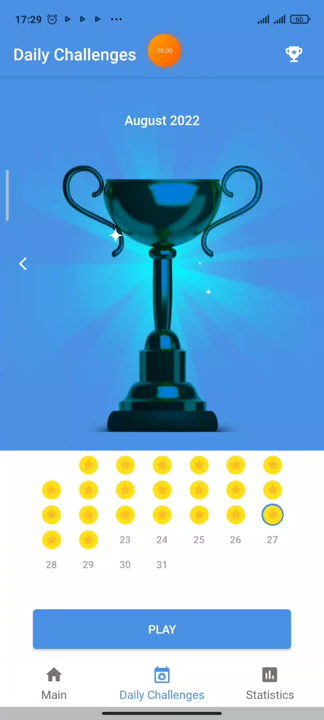 17:29
60
Daily Challenges
00:00
August 2022
23 24 25 26 27
28 29 30 31
PLAY
Main Daily Challenges Statistics